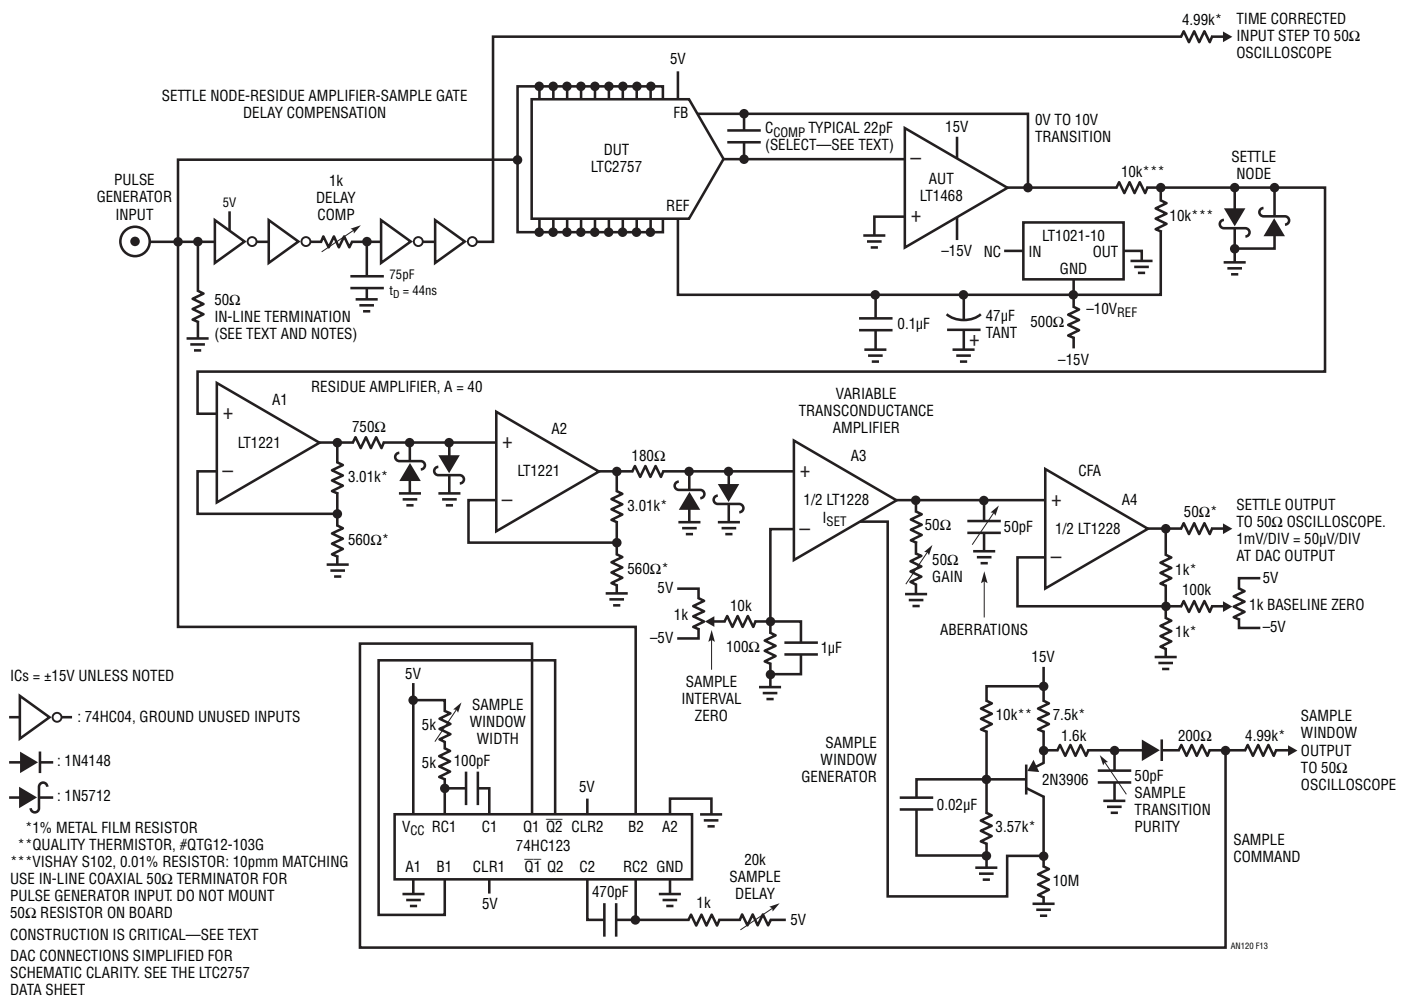 4.99k*
TIME CORRECTED
INPUT STEP TO 50Ω
OSCILLOSCOPE
SETTLE NODE-RESIDUE AMPLIFIER-SAMPLE GATE
DELAY COMPENSATION
5V
FB
DUT
LTC2757
REF
CCOMP TYPICAL 22pF
(SELECT—SEE TEXT)
15V
0V TO 10V
TRANSITION
–
AUT
LT1468
+
–15V
10k***
SETTLE
NODE
10k***
PULSE
GENERATOR
INPUT
5V
1k
DELAY
COMP
75pF
tD = 44ns
50Ω
IN-LINE TERMINATION
(SEE TEXT AND NOTES)
NC
LT1021-10
IN
OUT
GND
–10VREF
0.1µF
47µF
TANT
+
500Ω
–15V
RESIDUE AMPLIFIER, A = 40
A1
+
LT1221
–
750Ω
3.01k*
560Ω*
A2
+
LT1221
–
180Ω
3.01k*
560Ω*
VARIABLE
TRANSCONDUCTANCE
AMPLIFIER
A3
+
1/2 LT1228
ISET
–
50Ω
50Ω
GAIN
50pF
ABERRATIONS
CFA
A4
+
1/2 LT1228
–
50Ω*
SETTLE OUTPUT
TO 50Ω OSCILLOSCOPE.
1mV/DIV = 50µV/DIV
AT DAC OUTPUT
1k*
100k
5V
1k BASELINE ZERO
–5V
1k*
5V
1k
–5V
10k
100Ω
1µF
SAMPLE
INTERVAL
ZERO
15V
10k**
7.5k*
1.6k
200Ω
4.99k*
SAMPLE
WINDOW
OUTPUT
TO 50Ω
OSCILLOSCOPE
SAMPLE
WINDOW
GENERATOR
2N3906
50pF
SAMPLE
TRANSITION
PURITY
0.02µF
3.57k*
10M
SAMPLE
COMMAND
5V
5k
SAMPLE
WINDOW
WIDTH
5k
100pF
5V
VCC RC1 C1 Q1 Q2 CLR2 B2 A2
74HC123
A1 B1 CLR1 Q1 Q2 C2 RC2 GND
5V
470pF
1k
20k
SAMPLE
DELAY
5V
ICs = ±15V UNLESS NOTED
: 74HC04, GROUND UNUSED INPUTS
: 1N4148
: 1N5712
*1% METAL FILM RESISTOR
**QUALITY THERMISTOR, #QTG12-103G
***VISHAY S102, 0.01% RESISTOR: 10pmm MATCHING
USE IN-LINE COAXIAL 50Ω TERMINATOR FOR
PULSE GENERATOR INPUT. DO NOT MOUNT
50Ω RESISTOR ON BOARD
CONSTRUCTION IS CRITICAL—SEE TEXT
DAC CONNECTIONS SIMPLIFIED FOR
SCHEMATIC CLARITY. SEE THE LTC2757
DATA SHEET
AN120 F13